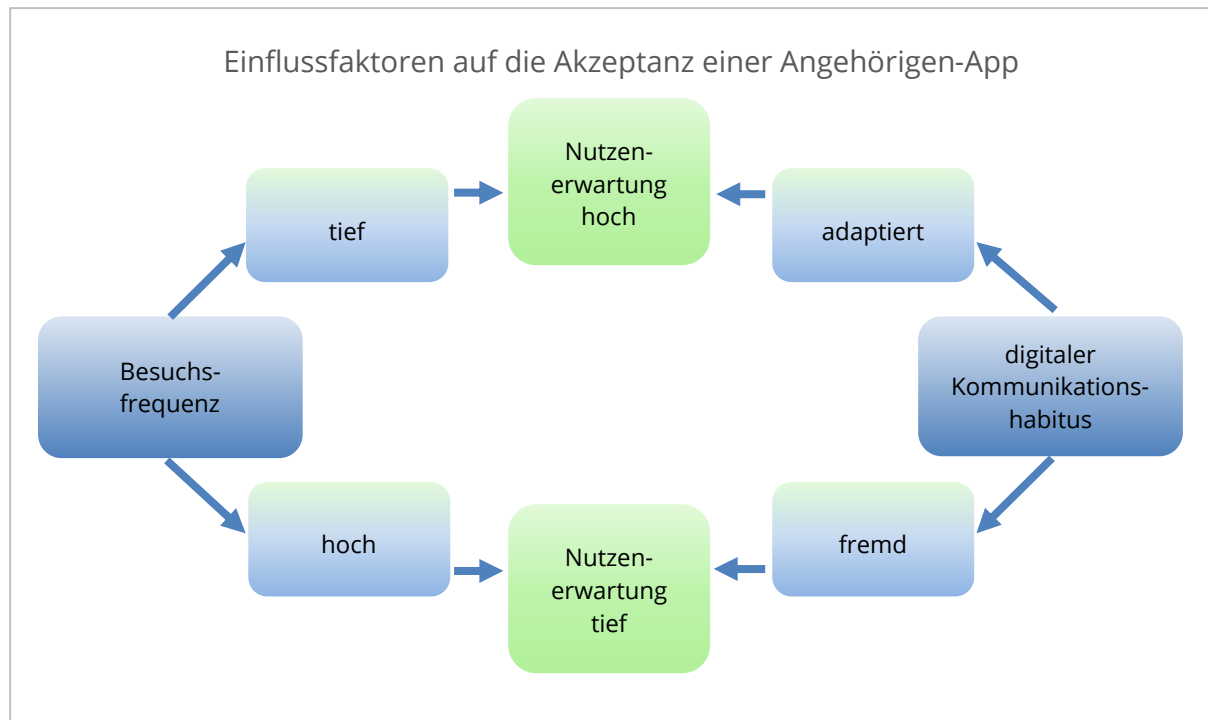 Einflussfaktoren auf die Akzeptanz einer Angehörigen-App
Nutzen-
erwartung
hoch
tief
adaptiert
Besuchs-
frequenz
digitaler
Kommunikations-
habitus
hoch
Nutzen-
erwartung
tief
fremd